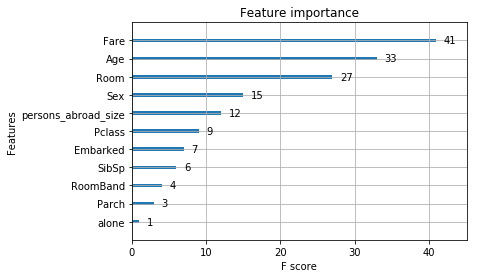 Feature importance
Fare 41
Age 33
Room 27
Sex 15
persons_abroad_size 12
Pclass 9
Embarked 7
SibSp 6
RoomBand 4
Parch 3
alone 1
Features
0 10 20 30 40
F score